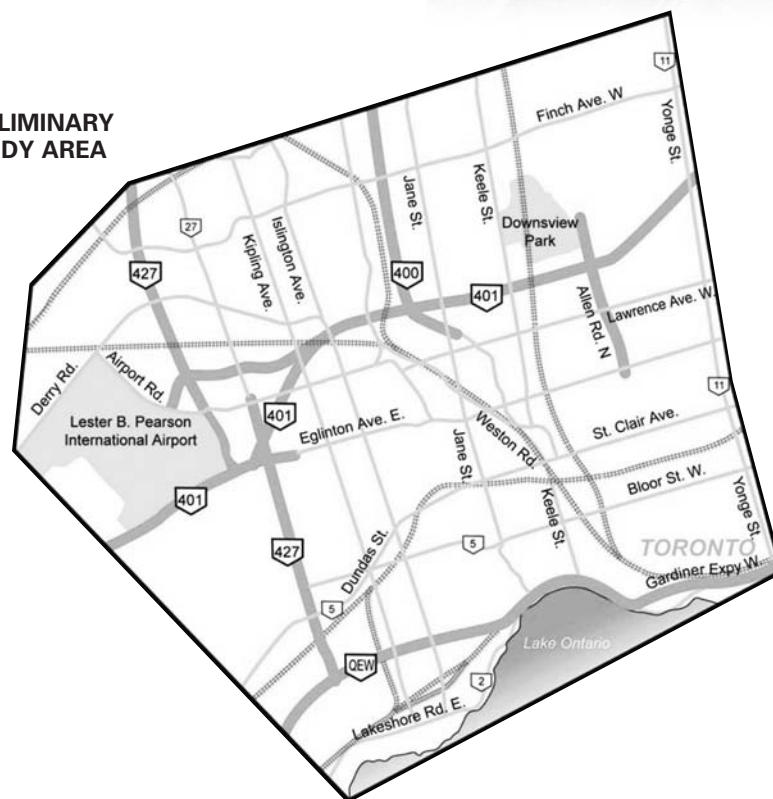 LIMINARY
DY AREA
11
Finch Ave. W
Yonge St.
Keele St.
Jane St.
Downsview
Park
27
Islington Ave.
Kipling Ave.
427
400
401
Allen Rd. N
Lawrence Ave. W.
Derry Rd.
Airport Rd.
11
Lester B. Pearson
International Airport
401
Eglinton Ave. E.
St. Clair Ave.
Weston Rd.
Jane St.
Bloor St. W.
401
Keele St.
Yonge St.
427
Dundas St.
5
TORONTO
Gardiner Expy W.
5
Lake Ontario
QEW
2
Lakeshore Rd. E.